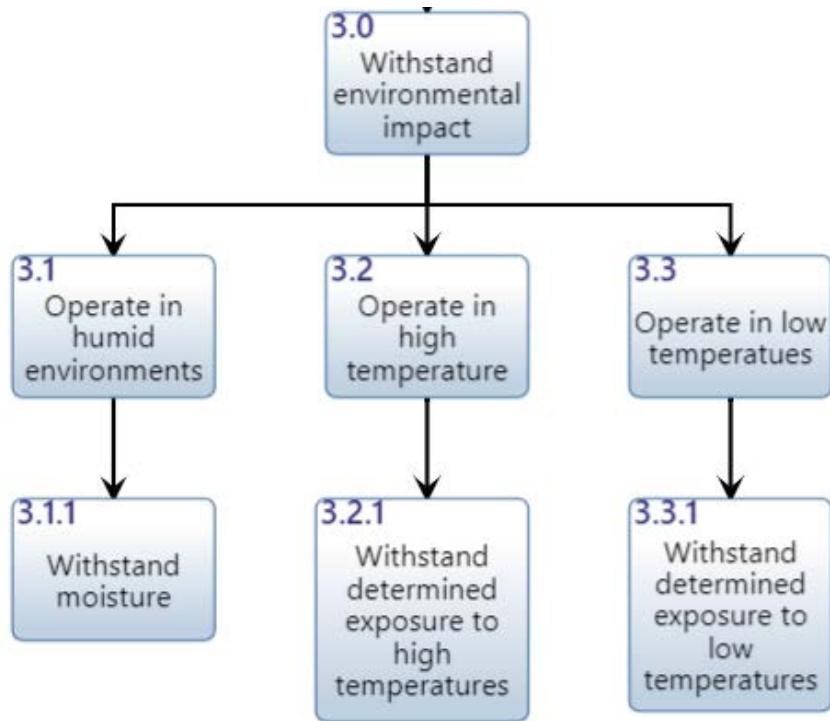 3.0
Withstand
environmental
impact
3.1
Operate in
humid
environments
3.2
Operate in
high
temperature
3.3
Operate in low
temperatues
3.1.1
Withstand
moisture
3.2.1
Withstand
determined
exposure to
high
temperatures
3.3.1
Withstand
determined
exposure to
low
temperatures